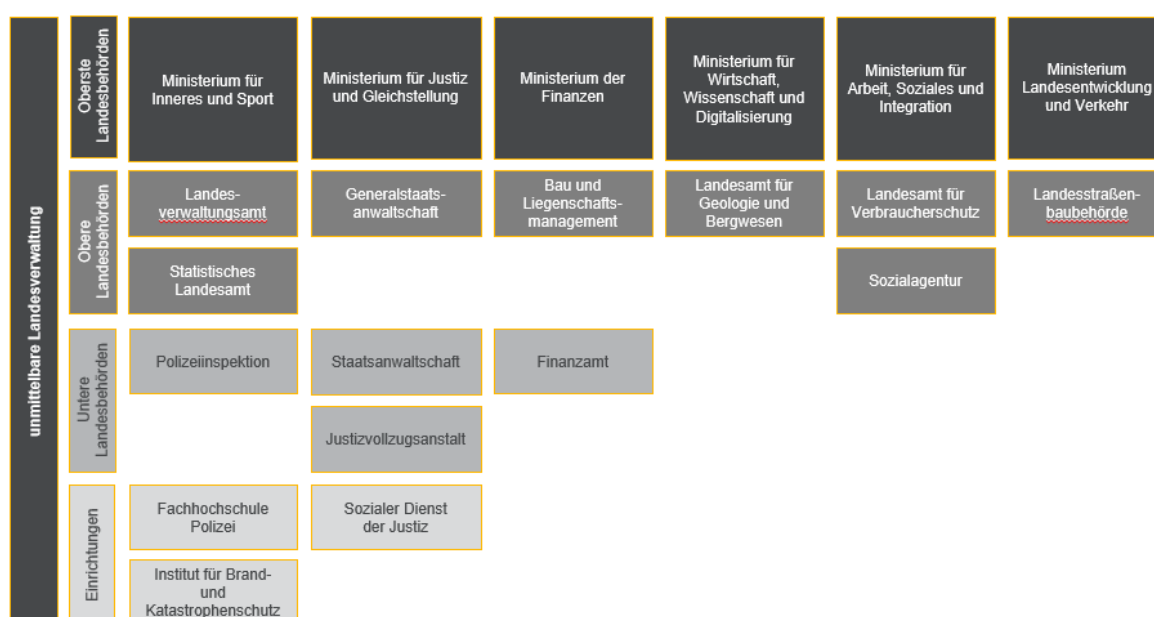 unmittelbare Landesverwaltung
Oberste
Landesbehörden
Ministerium für
Inneres und Sport
Ministerium für Justiz
und Gleichstellung
Ministerium der
Finanzen
Ministerium für
Wirtschaft,
Wissenschaft und
Digitalisierung
Ministerium für
Arbeit, Soziales und
Integration
Ministerium
Landesentwicklung
und Verkehr
Obere
Landesbehörden
Landes-
verwaltungsamt
Generalstaats-
anwaltschaft
Bau und
Liegenschafts-
management
Landesamt für
Geologie und
Bergwesen
Landesamt für
Verbraucherschutz
Landesstraßen-
baubehörde
Statistisches
Landesamt
Sozialagentur
Untere
Landesbehörden
Polizeiinspektion
Staatsanwaltschaft
Finanzamt
Justizvollzugsanstalt
Einrichtungen
Fachhochschule
Polizei
Sozialer Dienst
der Justiz
Institut für Brand-
und
Katastrophenschutz